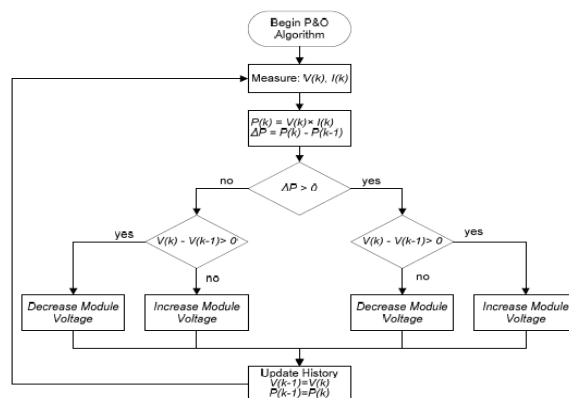 Begin P&O
Algorithm
Measure: V(k), I(k)
P(k) = V(k)× I(k)
ΔP = P(k) - P(k-1)
no
ΔP > 0
yes
yes
V(k) - V(k-1)> 0
no
V(k) - V(k-1)> 0
yes
no
Decrease Module
Voltage
Increase Module
Voltage
Decrease Module
Voltage
Increase Module
Voltage
Update History
V(k-1)=V(k)
P(k-1)=P(k)